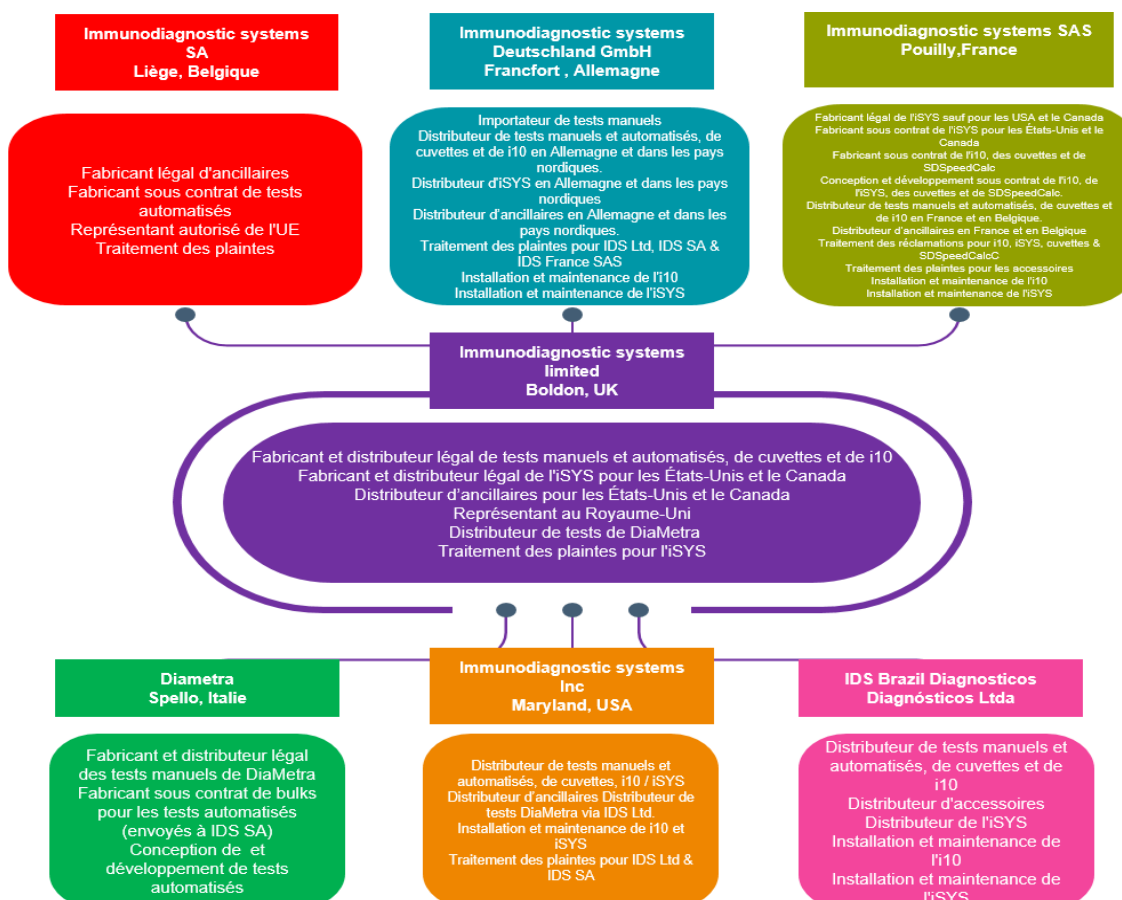 Immunodiagnostic systems
SA
Liège, Belgique
Fabricant légal d'ancillaires
Fabricant sous contrat de tests
automatisés
Représentant autorisé de l'UE
Traitement des plaintes
Immunodiagnostic systems
Deutschland GmbH
Francfort , Allemagne
Importateur de tests manuels
Distributeur de tests manuels et automatisés, de
cuvettes et de i10 en Allemagne et dans les pays
nordiques.
Distributeur d'iSYS en Allemagne et dans les pays
nordiques
Distributeur d'ancillaires en Allemagne et dans les
pays nordiques.
Traitement des plaintes pour IDS Ltd, IDS SA &
IDS France SAS
Installation et maintenance de l'i10
Installation et maintenance de l'iSYS
Immunodiagnostic systems SAS
Pouilly,France
Fabricant légal de l'iSYS sauf pour les USA et le Canada
Fabricant sous contrat de l'iSYS pour les États-Unis et le
Canada
Fabricant sous contrat de l'i10, des cuvettes et de
SDSpeedCalc
Conception et développement sous contrat de l'i10, de
l'iSYS, des cuvettes et de SDSpeedCalc.
Distributeur de tests manuels et automatisés, de cuvettes et
de i10 en France et en Belgique.
Distributeur d'ancillaires en France et en Belgique
Traitement des réclamations pour i10, iSYS, cuvettes &
SDSpeedCalcC
Traitement des plaintes pour les accessoires
Installation et maintenance de l'i10
Installation et maintenance de l'iSYS
Immunodiagnostic systems
limited
Boldon, UK
Fabricant et distributeur légal de tests manuels et automatisés, de cuvettes et de i10
Fabricant et distributeur légal de l'iSYS pour les États-Unis et le Canada
Distributeur d'ancillaires pour les États-Unis et le Canada
Représentant au Royaume-Uni
Distributeur de tests de DiaMetra
Traitement des plaintes pour l'iSYS
Diametra
Spello, Italie
Fabricant et distributeur légal
des tests manuels de DiaMetra
Fabricant sous contrat de bulks
pour les tests automatisés
(envoyés à IDS SA)
Conception de et
développement de tests
automatisés
Immunodiagnostic systems
Inc
Maryland, USA
Distributeur de tests manuels et
automatisés, de cuvettes, i10 / iSYS
Distributeur d'ancillaires Distributeur de
tests DiaMetra via IDS Ltd.
Installation et maintenance de i10 et
iSYS
Traitement des plaintes pour IDS Ltd &
IDS SA
IDS Brazil Diagnosticos
Diagnósticos Ltda
Distributeur de tests manuels et
automatisés, de cuvettes et de
i10
Distributeur d'accessoires
Distributeur de l'iSYS
Installation et maintenance de
l'i10
Installation et maintenance de
l'iSYS